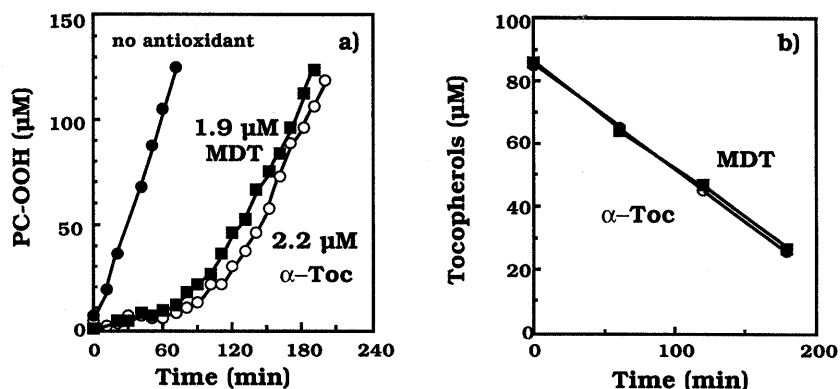 a)
no antioxidant
1.9 µM
MDT
2.2 µM
α–Toc
PC-OOH (µM)
150
100
50
0
0 60 120 180 240
Time (min)
b)
MDT
α–Toc
Tocopherols (µM)
100
80
60
40
20
0
0 100 200
Time (min)